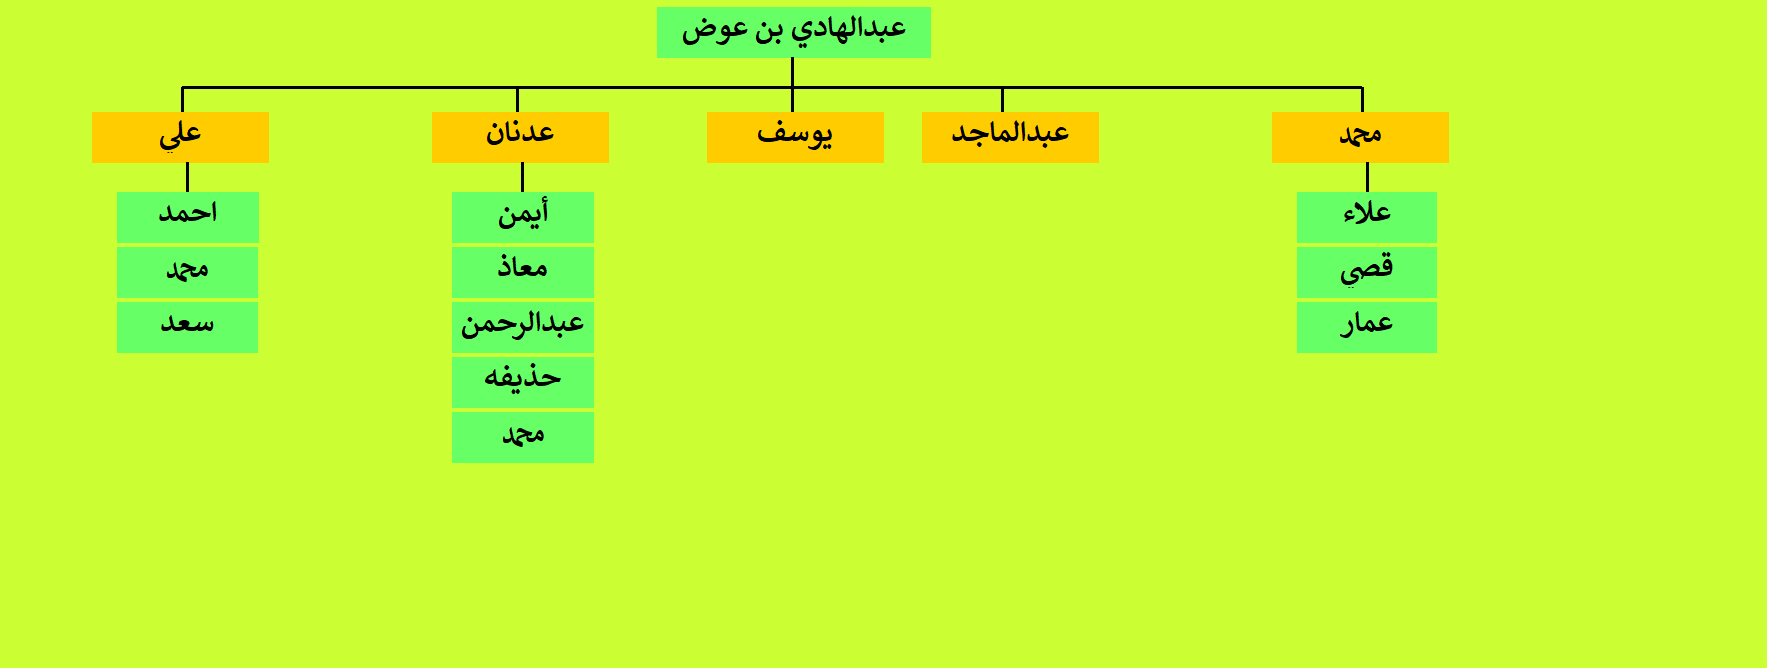 عبدالهادي بن عوض
محمد
عبدالماجد
يوسف
عدنان
علي
علاء
قصي
عمار
أيمن
معاذ
عبدالرحمن
حذيفه
محمد
احمد
محمد
سعد